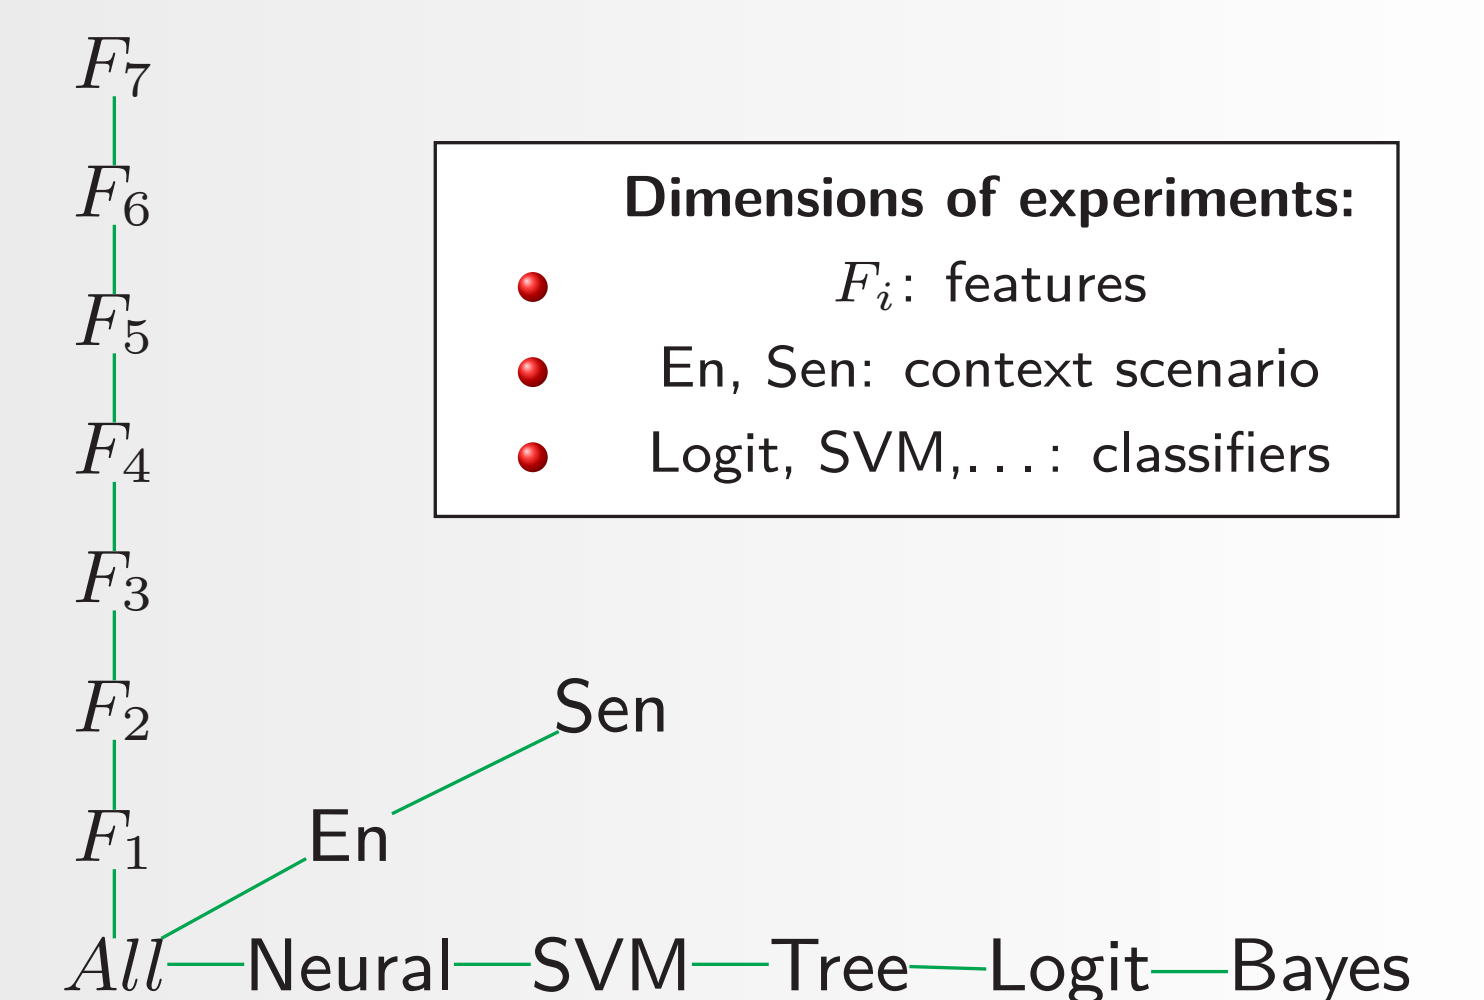 F₇
F₆
Dimensions of experiments:
Fᵢ: features
F₅
En, Sen: context scenario
F₄
Logit, SVM,...: classifiers
F₃
F₂
Sen
F₁
En
All Neural SVM Tree Logit Bayes